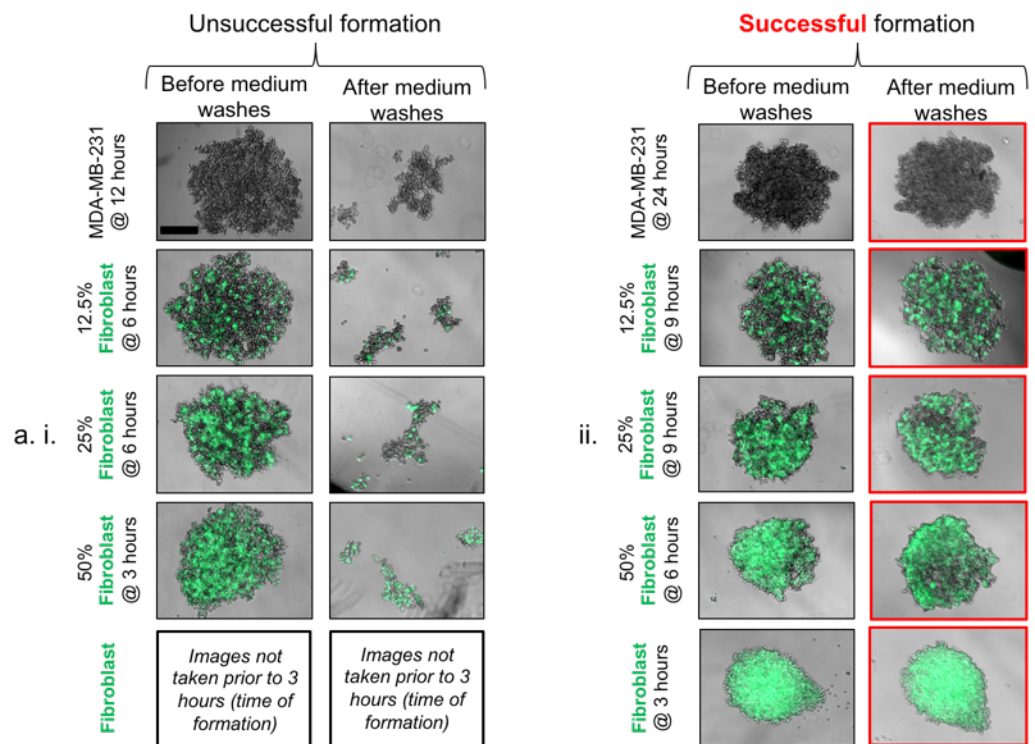 Unsuccessful formation
Before medium
washes
After medium
washes
MDA-MB-231
@ 12 hours
12.5%
Fibroblast
@ 6 hours
25%
Fibroblast
@ 6 hours
50%
Fibroblast
@ 3 hours
Fibroblast
Images not
taken prior to 3
hours (time of
formation)
Images not
taken prior to 3
hours (time of
formation)
a. i.
Successful formation
Before medium
washes
After medium
washes
MDA-MB-231
@ 24 hours
12.5%
Fibroblast
@ 9 hours
25%
Fibroblast
@ 9 hours
50%
Fibroblast
@ 6 hours
Fibroblast
@ 3 hours
ii.